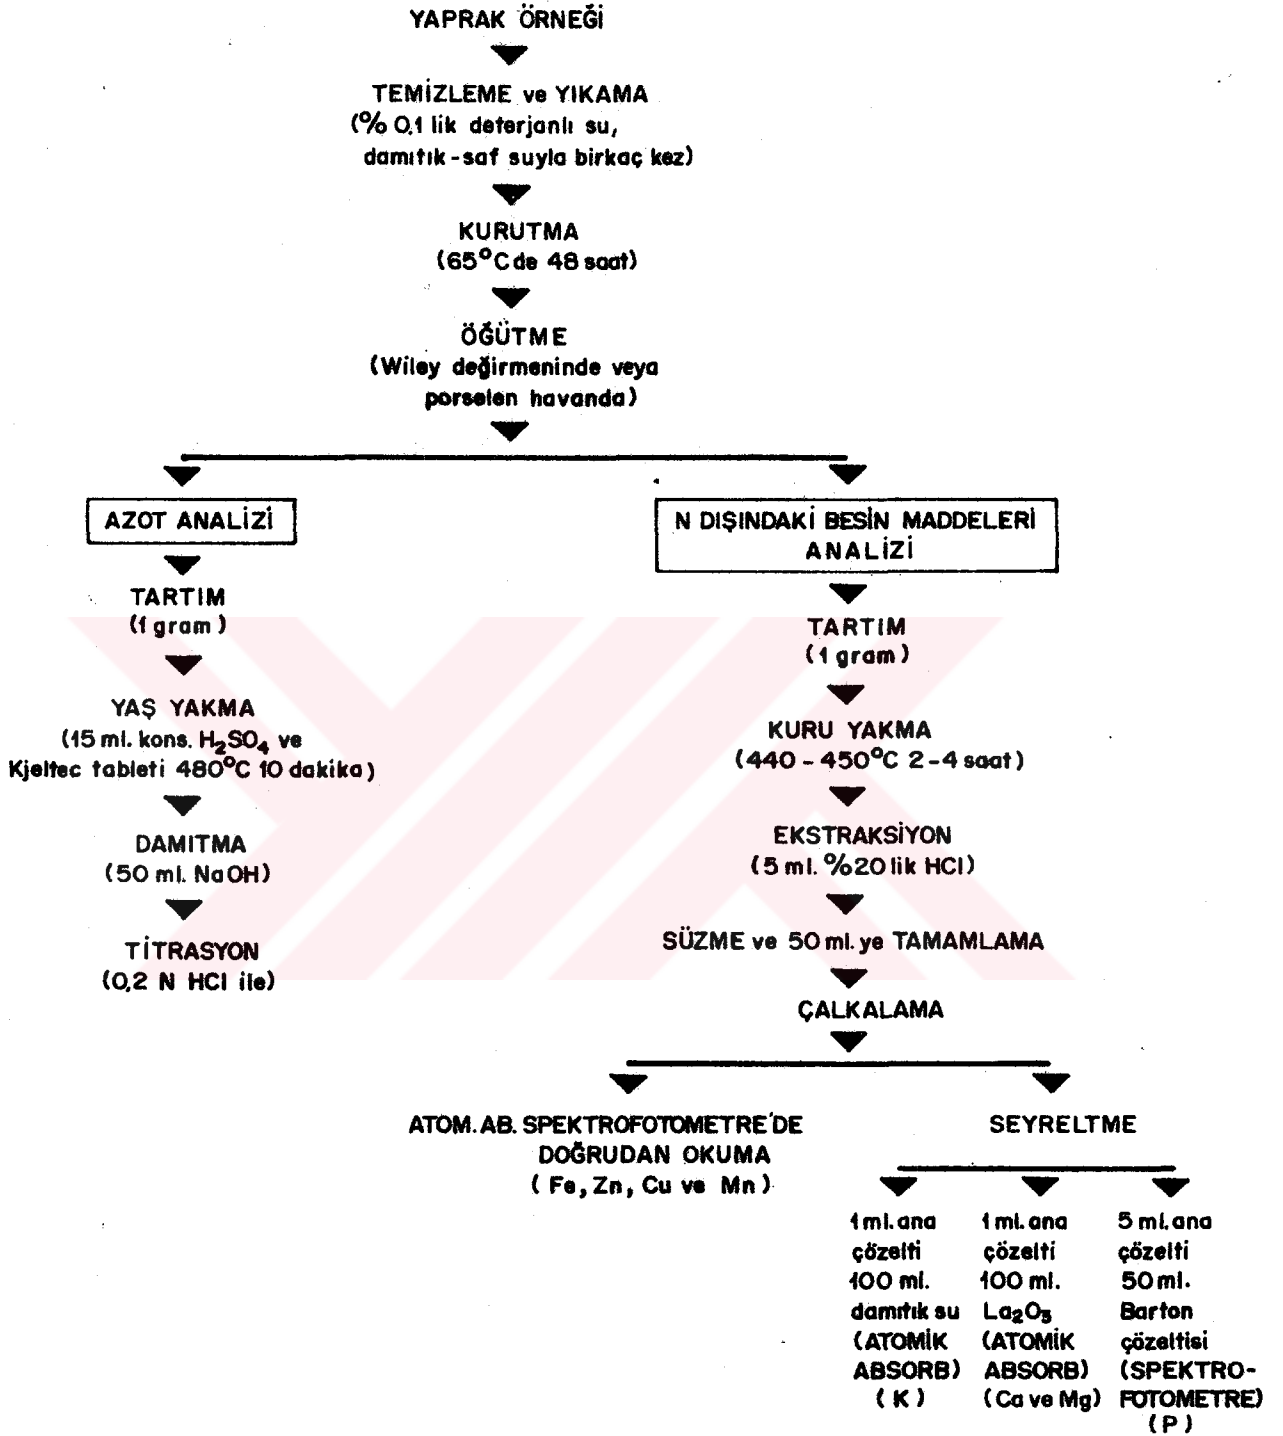 YAPRAK ÖRNEĞİ
TEMİZLEME ve YIKAMA
(% 0,1 lik deterjanlı su,
damıtık-saf suyla birkaç kez)
KURUTMA
(65°C de 48 saat)
ÖĞÜTME
(Wiley değirmeninde veya
porselen havanda)
AZOT ANALİZİ
TARTIM
(1 gram)
YAŞ YAKMA
(15 ml. kons. H₂SO₄ ve
Kjeltec tableti 480°C 10 dakika)
DAMITMA
(50 ml. NaOH)
TİTRASYON
(0,2 N HCl ile)
N DIŞINDAKİ BESİN MADDELERİ
ANALİZİ
TARTIM
(1 gram)
KURU YAKMA
(440 - 450°C 2-4 saat)
EKSTRAKSİYON
(5 ml. %20 lik HCl)
SÜZME ve 50 ml. ye TAMAMLAMA
ÇALKALAMA
ATOM. AB. SPEKTROFOTOMETRE'DE
DOĞRUDAN OKUMA
(Fe, Zn, Cu ve Mn)
SEYRELTME
1 ml. ana
çözelti
100 ml.
damıtık su
(ATOMİK
ABSORB)
(K)
1 ml. ana
çözelti
100 ml.
La₂O₅
(ATOMİK
ABSORB)
(Ca ve Mg)
5 ml. ana
çözelti
50 ml.
Barton
çözeltisi
(SPEKTRO-
FOTOMETRE)
(P)